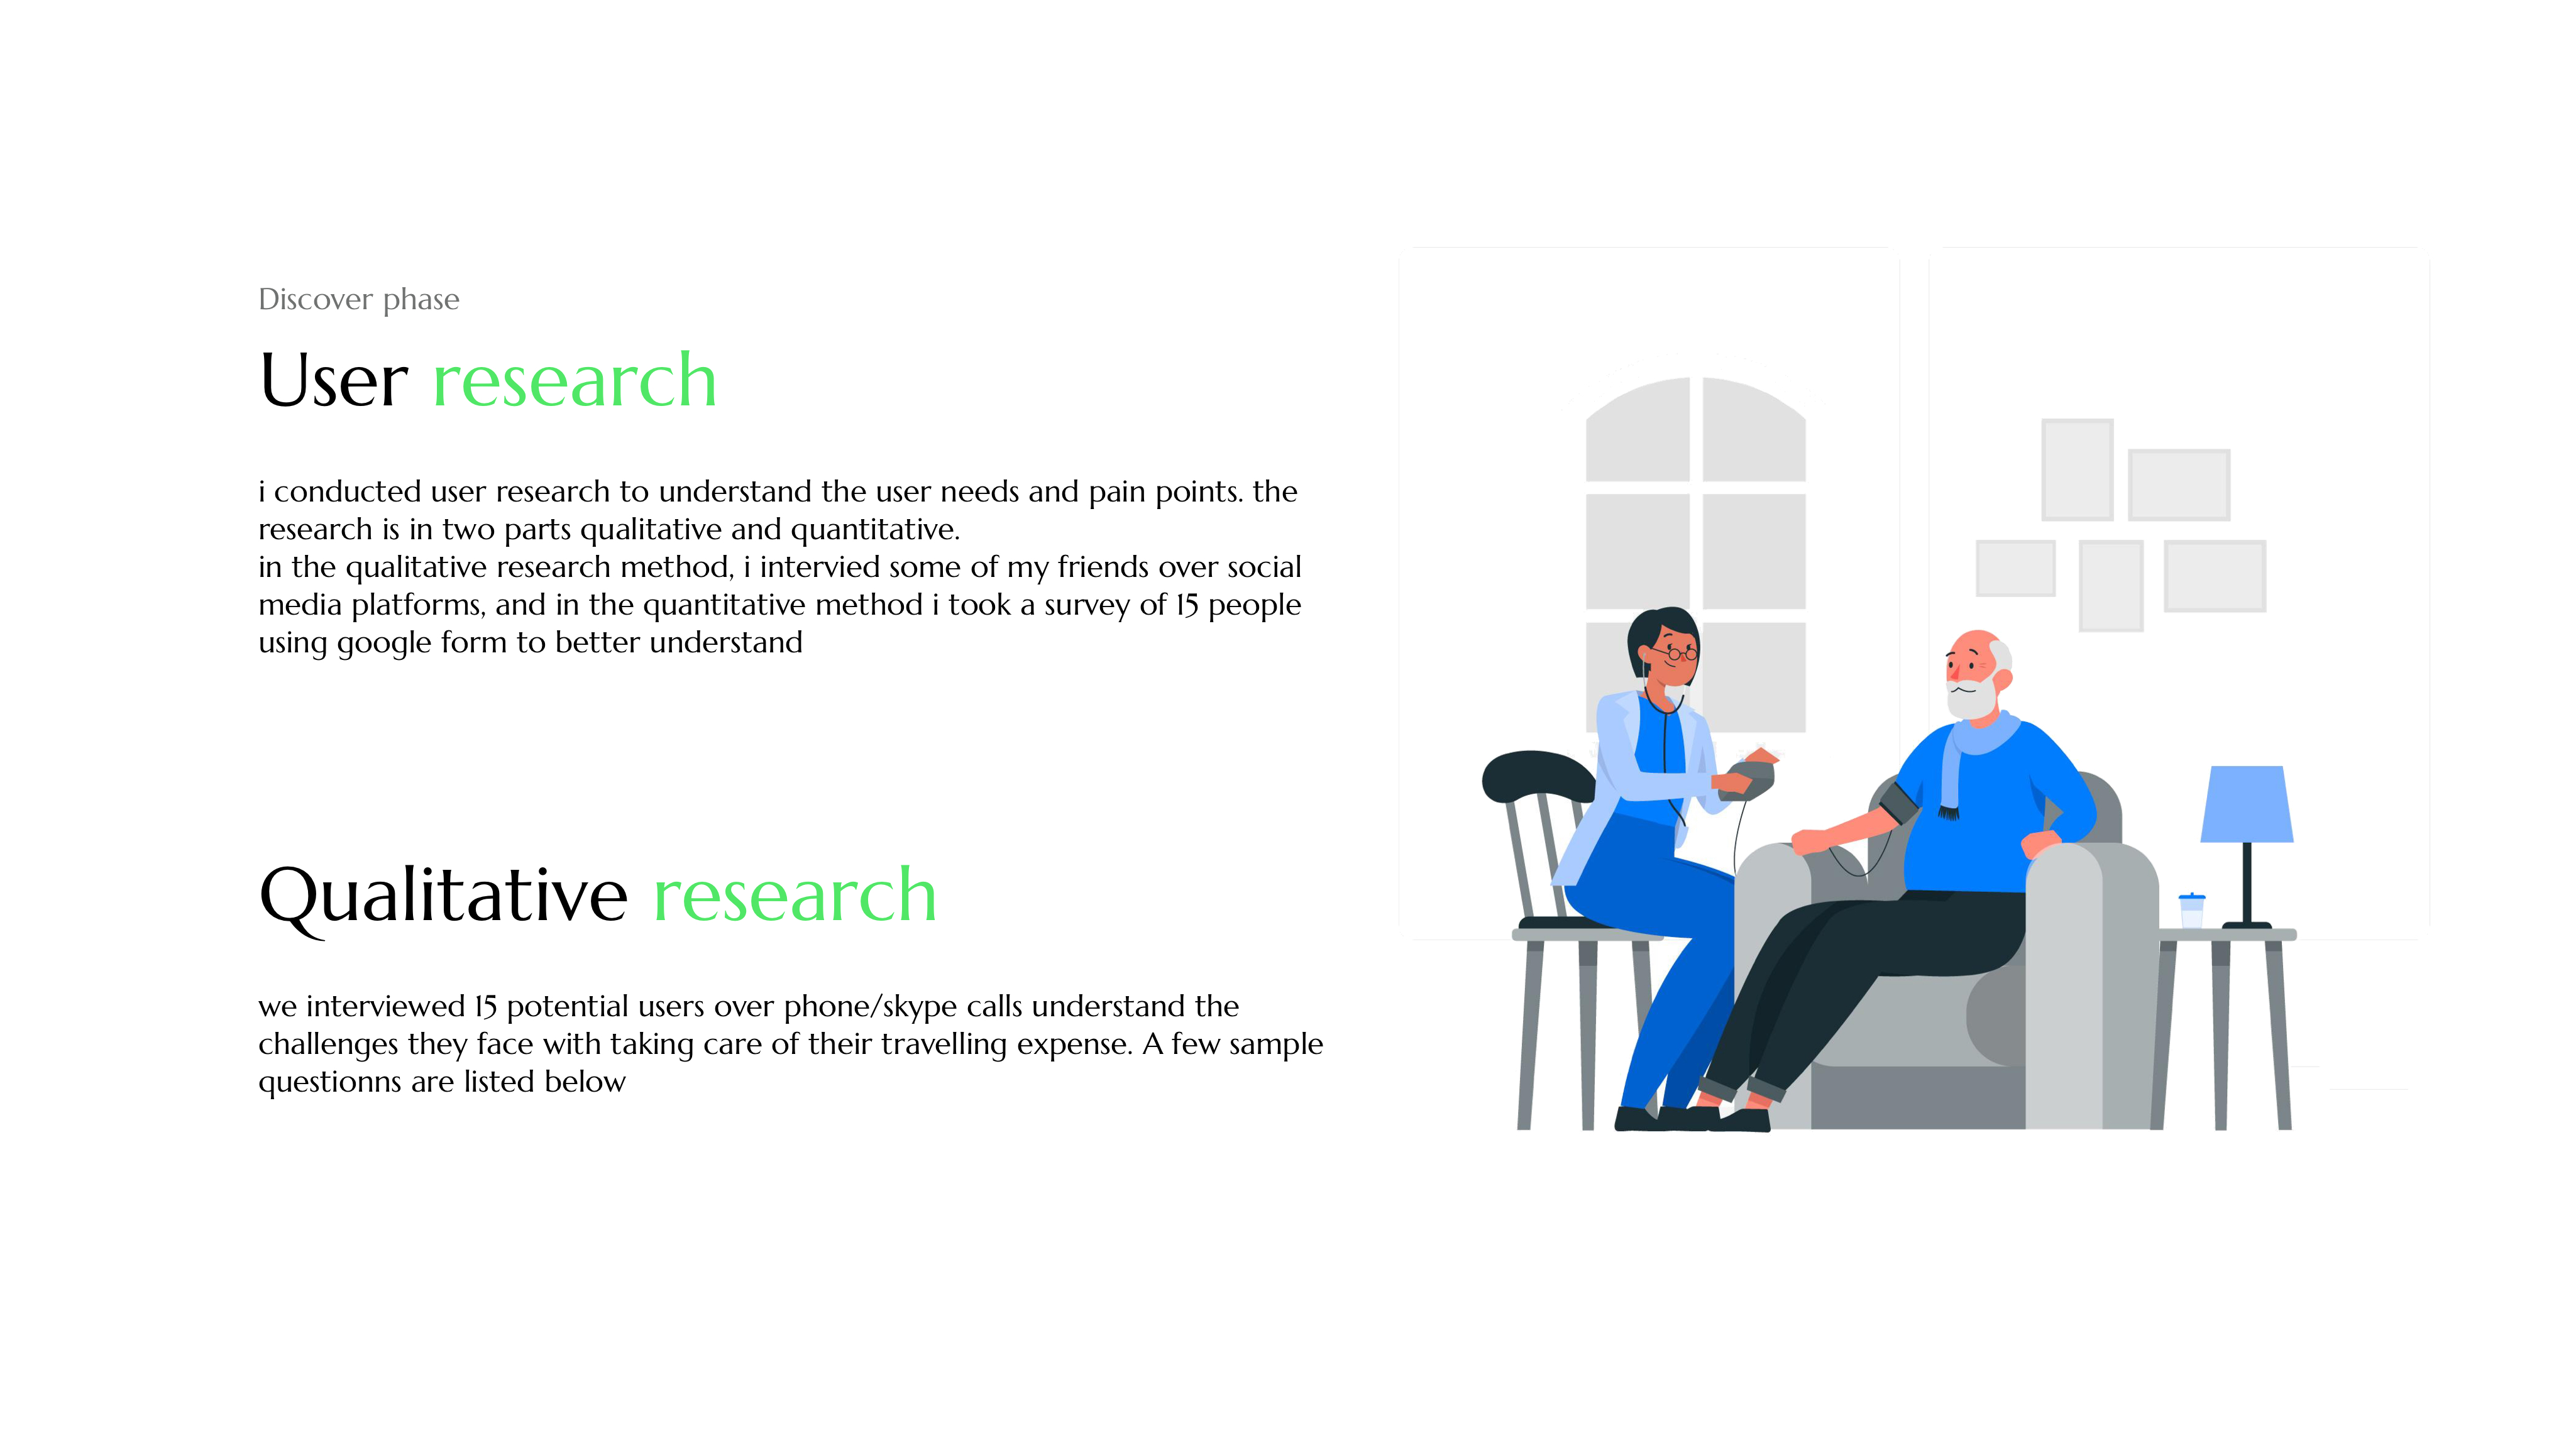 Discover phase
User research
i conducted user research to understand the user needs and pain points. the
research is in two parts qualitative and quantitative.
in the qualitative research method, i intervied some of my friends over social
media platforms, and in the quantitative method i took a survey of 15 people
using google form to better understand
Qualitative research
we interviewed 15 potential users over phone/skype calls understand the
challenges they face with taking care of their travelling expense. A few sample
questionns are listed below